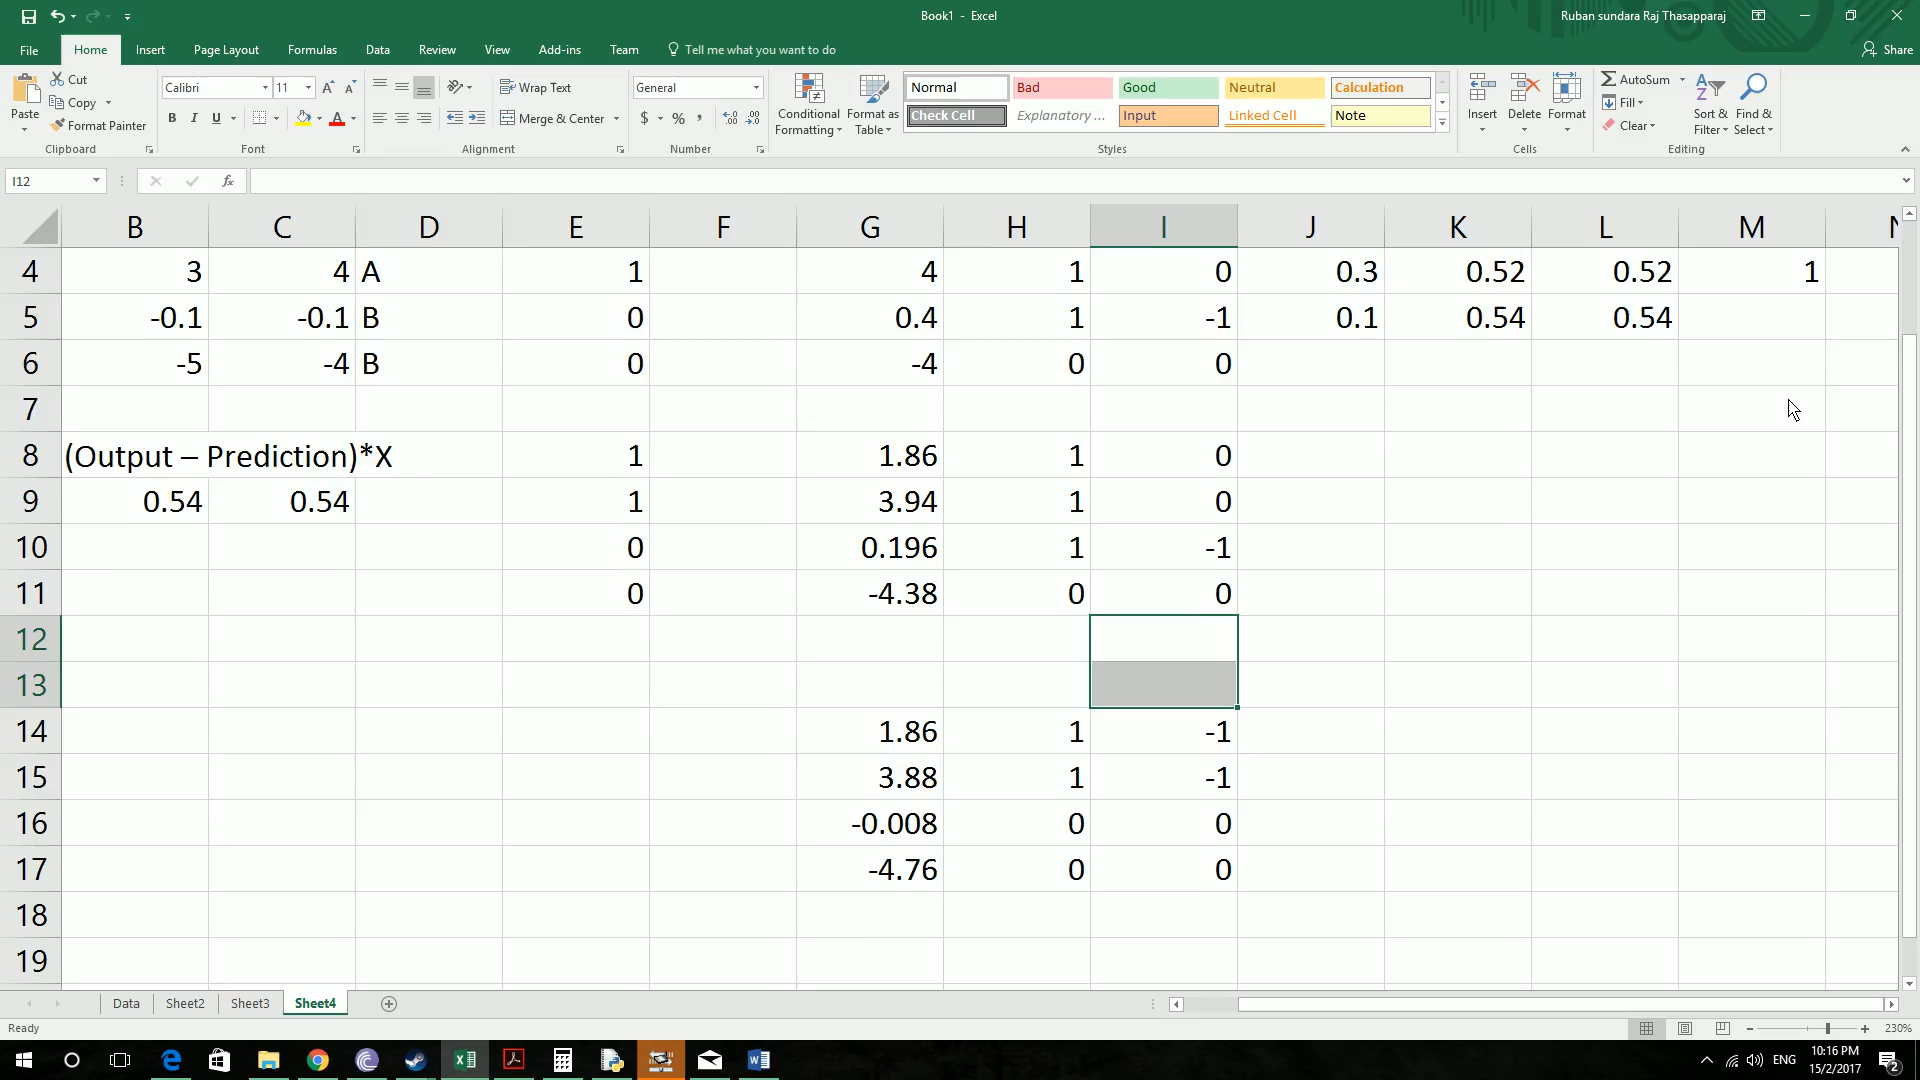 Book1 - Excel
Ruban sundara Raj Thasapparaj
File Home Insert Page Layout Formulas Data Review View Add-ins Team Tell me what you want to do Share
Paste
Cut
Copy
Format Painter
Clipboard
Calibri 11
B I U
Font
Wrap Text
Merge & Center
Alignment
General
$ % ,
Number
Conditional Formatting
Format as Table
Normal Bad Good Neutral Calculation
Check Cell Explanatory ... Input Linked Cell Note
Styles
Insert Delete Format
Cells
AutoSum
Fill
Clear
Sort & Filter
Find & Select
Editing
I12
fx
B C D E F G H I J K L M N
4 3 4 A 1 4 1 0 0.3 0.52 0.52 1
5 -0.1 -0.1 B 0 0.4 1 -1 0.1 0.54 0.54
6 -5 -4 B 0 -4 0 0
7
8 (Output – Prediction)*X 1 1.86 1 0
9 0.54 0.54 1 3.94 1 0
10 0 0.196 1 -1
11 0 -4.38 0 0
12
13
14 1.86 1 -1
15 3.88 1 -1
16 -0.008 0 0
17 -4.76 0 0
18
19
Data Sheet2 Sheet3 Sheet4
Ready
230%
ENG
10:16 PM
15/2/2017
2